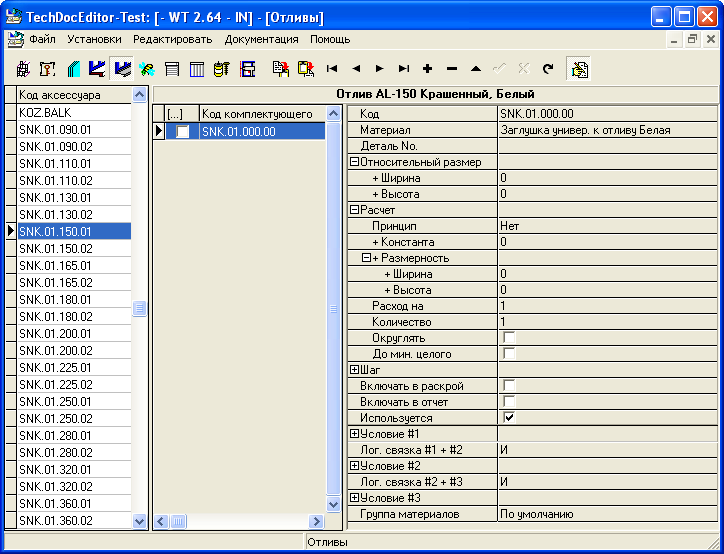 TechDocEditor-Test: [- WT 2.64 - IN] - [Отливы]
Файл Установки Редактировать Документация Помощь
Отлив AL-150 Крашенный, Белый
Код аксессуара
KOZ.BALK
SNK.01.090.01
SNK.01.090.02
SNK.01.110.01
SNK.01.110.02
SNK.01.130.01
SNK.01.130.02
SNK.01.150.01
SNK.01.150.02
SNK.01.165.01
SNK.01.165.02
SNK.01.180.01
SNK.01.180.02
SNK.01.200.01
SNK.01.200.02
SNK.01.225.01
SNK.01.225.02
SNK.01.250.01
SNK.01.250.02
SNK.01.280.01
SNK.01.280.02
SNK.01.320.01
SNK.01.320.02
SNK.01.360.01
SNK.01.360.02
[...] Код комплектующего
SNK.01.000.00
Код SNK.01.000.00
Материал Заглушка универ. к отливу Белая
Деталь No.
Относительный размер
+ Ширина 0
+ Высота 0
Расчет
Принцип Нет
+ Константа 0
+ Размерность
+ Ширина 0
+ Высота 0
Расход на 1
Количество 1
Округлять
До мин. целого
Шаг
Включать в раскрой
Включать в отчет
Используется
Условие #1
Лог. связка #1 + #2 И
Условие #2
Лог. связка #2 + #3 И
Условие #3
Группа материалов По умолчанию
Отливы